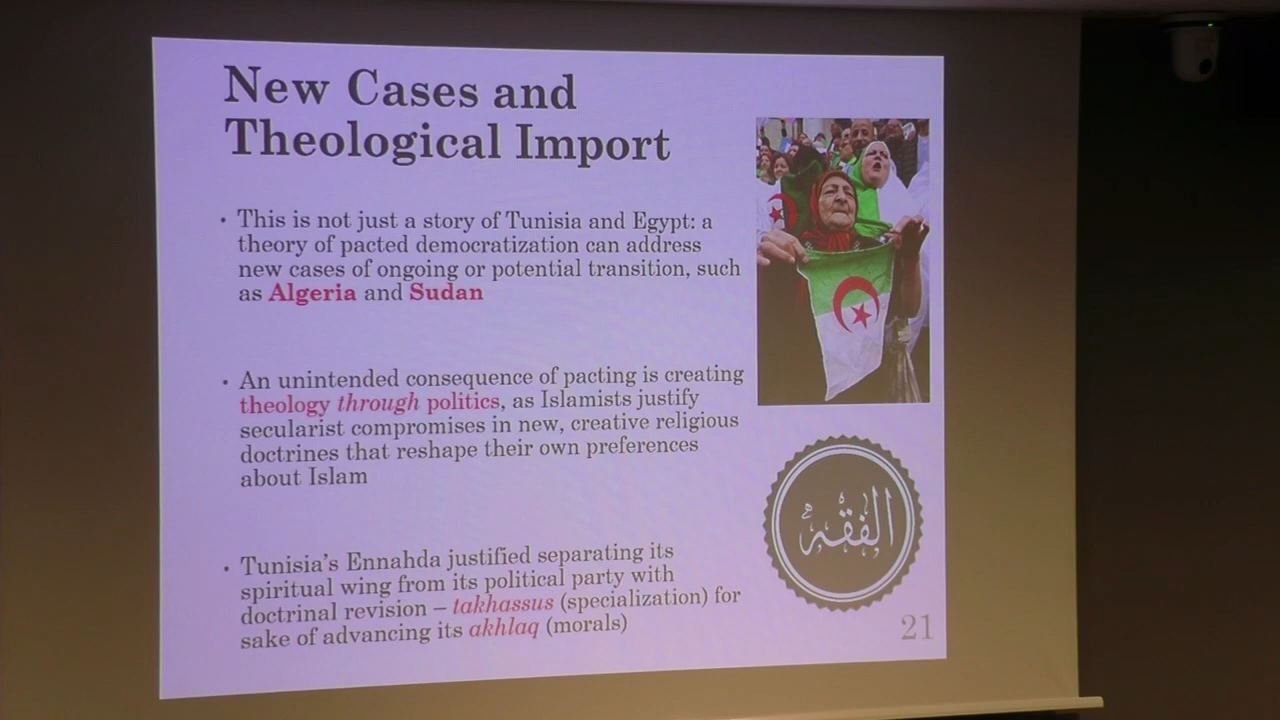 New Cases and
Theological Import
• This is not just a story of Tunisia and Egypt: a
theory of pacted democratization can address
new cases of ongoing or potential transition, such
as Algeria and Sudan
• An unintended consequence of pacting is creating
theology through politics, as Islamists justify
secularist compromises in new, creative religious
doctrines that reshape their own preferences
about Islam
• Tunisia's Ennahda justified separating its
spiritual wing from its political party with
doctrinal revision – takhassus (specialization) for
sake of advancing its akhlaq (morals)
الفقه
21